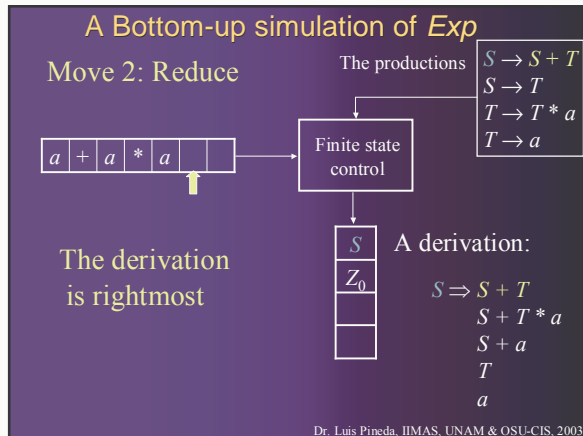 A Bottom-up simulation of Exp
Move 2: Reduce
The productions
S → S + T
S → T
T → T * a
T → a
a + a * a
Finite state
control
S
Z0
The derivation
is rightmost
A derivation:
S ⇒ S + T
S + T * a
S + a
T
a
Dr. Luis Pineda, IIMAS, UNAM & OSU-CIS, 2003